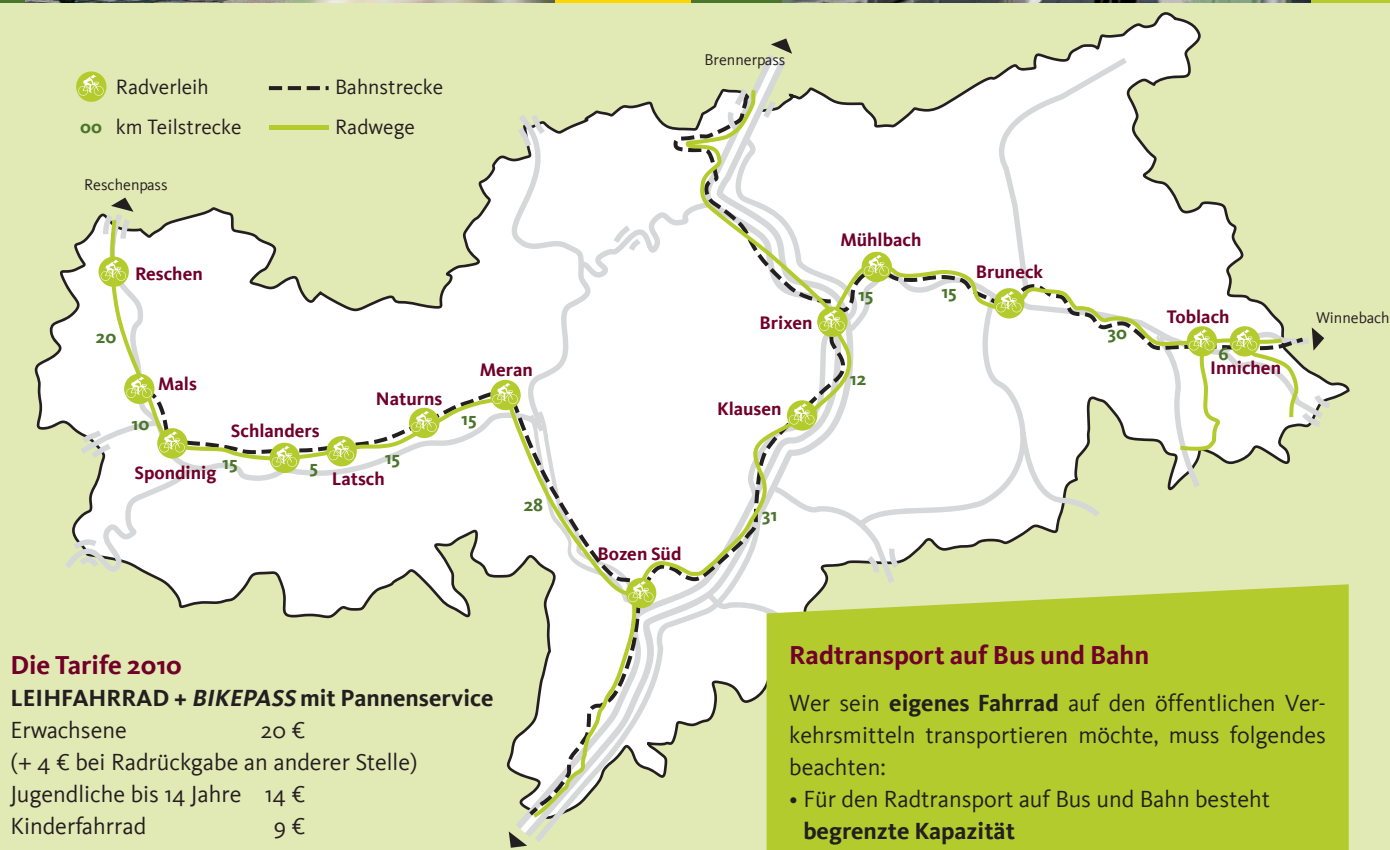 Brennerpass
Radverleih
Bahnstrecke
00 km Teilstrecke
Radwege
Reschenpass
Reschen
20
Mals
10
Spondinig
15
Schlanders
5
Latsch
15
Naturns
15
Meran
28
Bozen Süd
31
Klausen
12
Brixen
15
Mühlbach
15
Bruneck
30
Toblach
6
Innichen
Winnebach
Die Tarife 2010
LEIHFAHRRAD + BIKEPASS mit Pannenservice
Erwachsene 20 €
(+ 4 € bei Radrückgabe an anderer Stelle)
Jugendliche bis 14 Jahre 14 €
Kinderfahrrad 9 €
Radtransport auf Bus und Bahn
Wer sein eigenes Fahrrad auf den öffentlichen Ver-
kehrsmitteln transportieren möchte, muss folgendes
beachten:
• Für den Radtransport auf Bus und Bahn besteht
begrenzte Kapazität